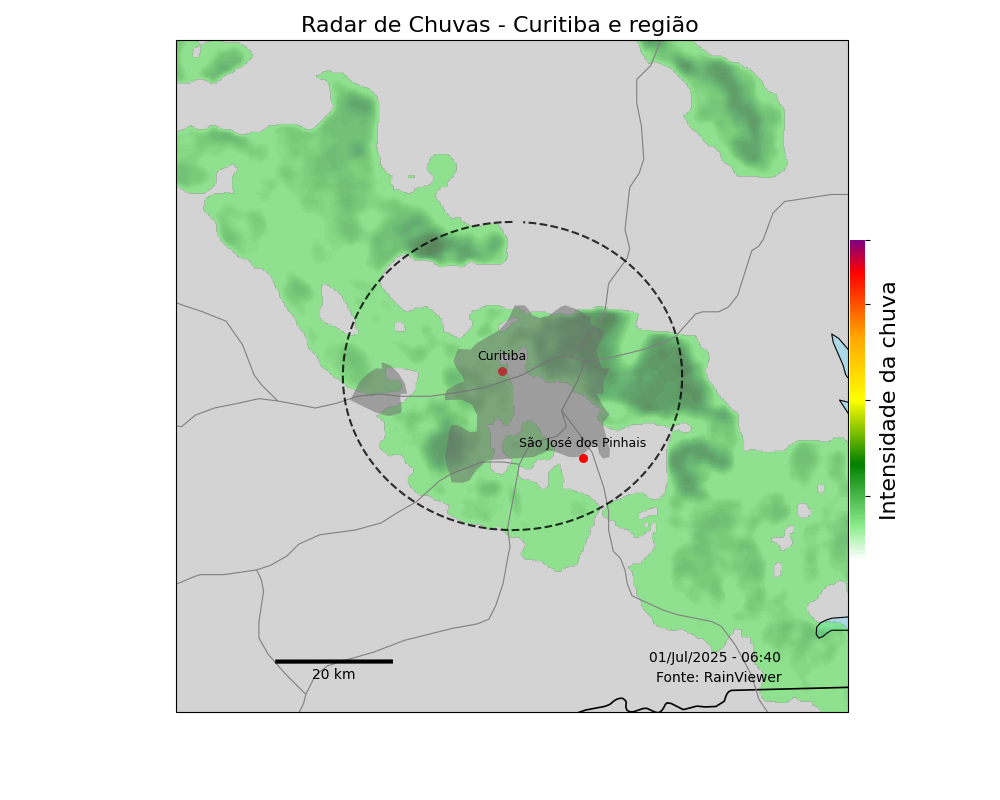 Radar de Chuvas - Curitiba e região
Curitiba
São José dos Pinhais
Intensidade da chuva
01/Jul/2025 - 06:40
Fonte: RainViewer
20 km